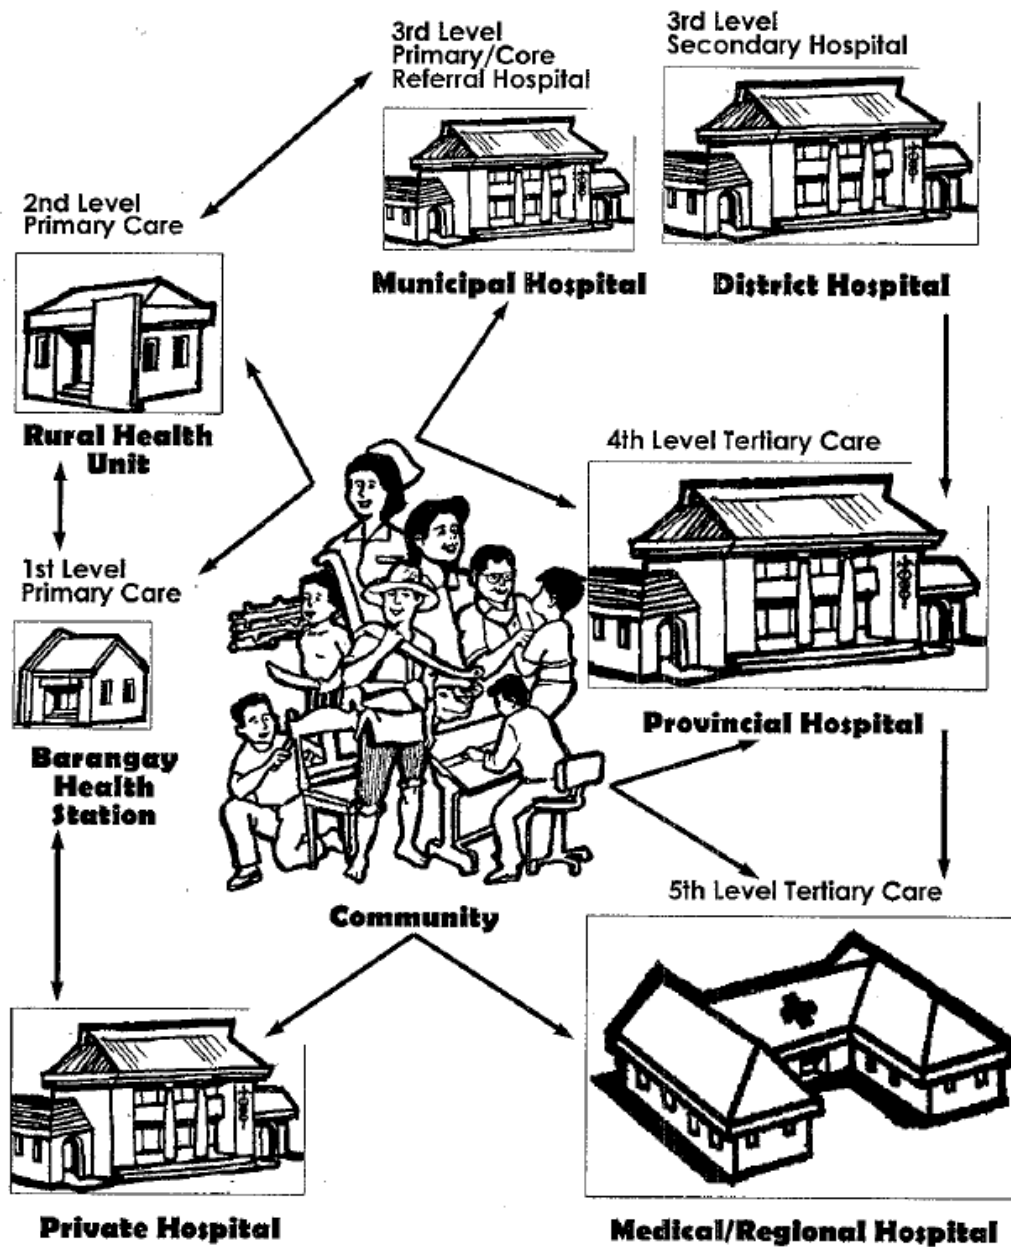 3rd Level
Primary/Core
Referral Hospital
3rd Level
Secondary Hospital
Municipal Hospital
District Hospital
2nd Level
Primary Care
Rural Health
Unit
4th Level Tertiary Care
1st Level
Primary Care
Barangay
Health
Station
Provincial Hospital
Community
5th Level Tertiary Care
Private Hospital
Medical/Regional Hospital